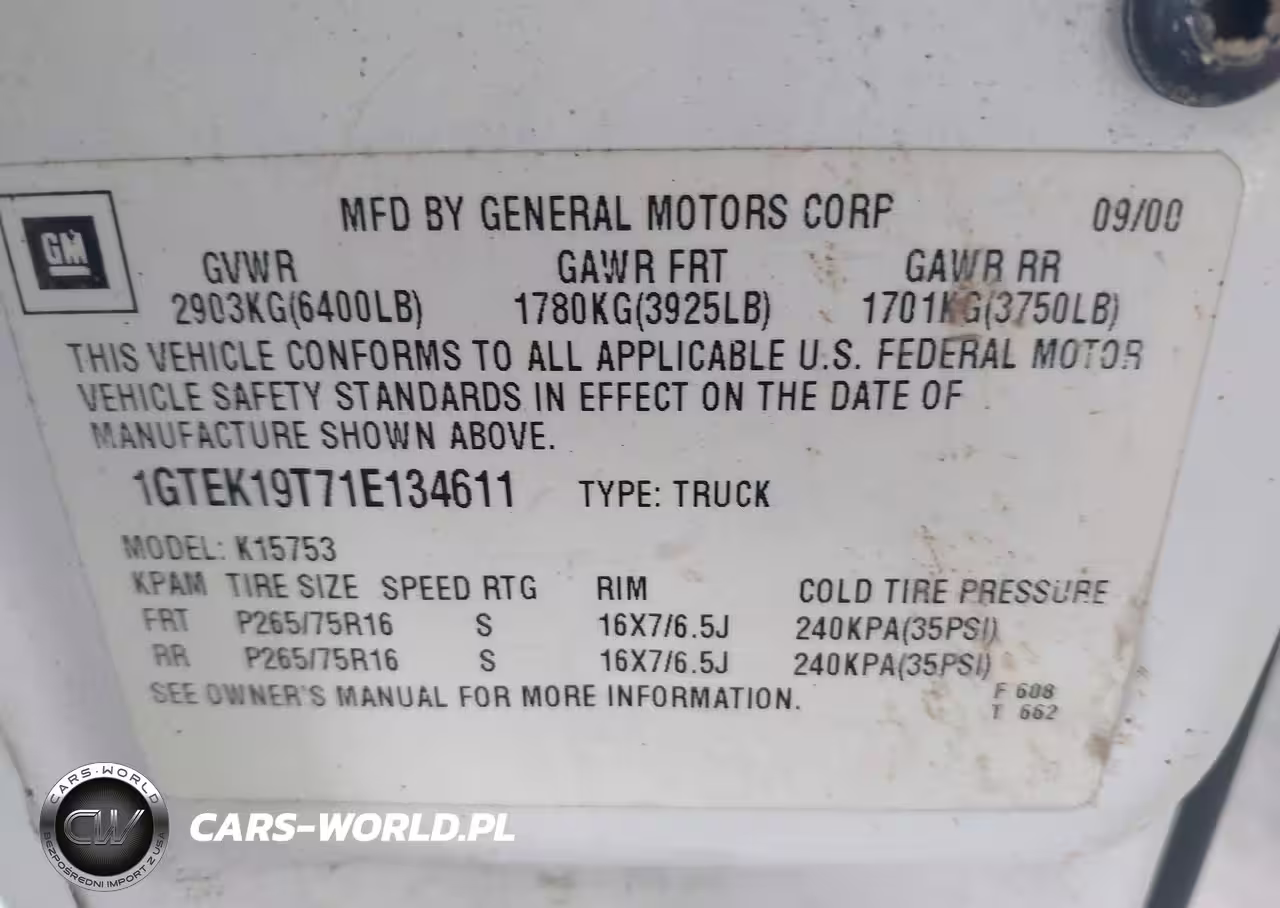 GM
MFD BY GENERAL MOTORS CORP 09/00
GVWR GAWR FRT GAWR RR
2903KG(6400LB) 1780KG(3925LB) 1701KG(3750LB)
THIS VEHICLE CONFORMS TO ALL APPLICABLE U.S. FEDERAL MOTOR
VEHICLE SAFETY STANDARDS IN EFFECT ON THE DATE OF
MANUFACTURE SHOWN ABOVE.
1GTEK19T71E134611 TYPE: TRUCK
MODEL: K15753
KPAM TIRE SIZE SPEED RTG RIM COLD TIRE PRESSURE
FRT P265/75R16 S 16X7/6.5J 240KPA(35PSI)
RR P265/75R16 S 16X7/6.5J 240KPA(35PSI)
SEE OWNER'S MANUAL FOR MORE INFORMATION.
F 608
T 662
CARS-WORLD
CW
BEZPOŚREDNI IMPORT Z USA
CARS-WORLD.PL